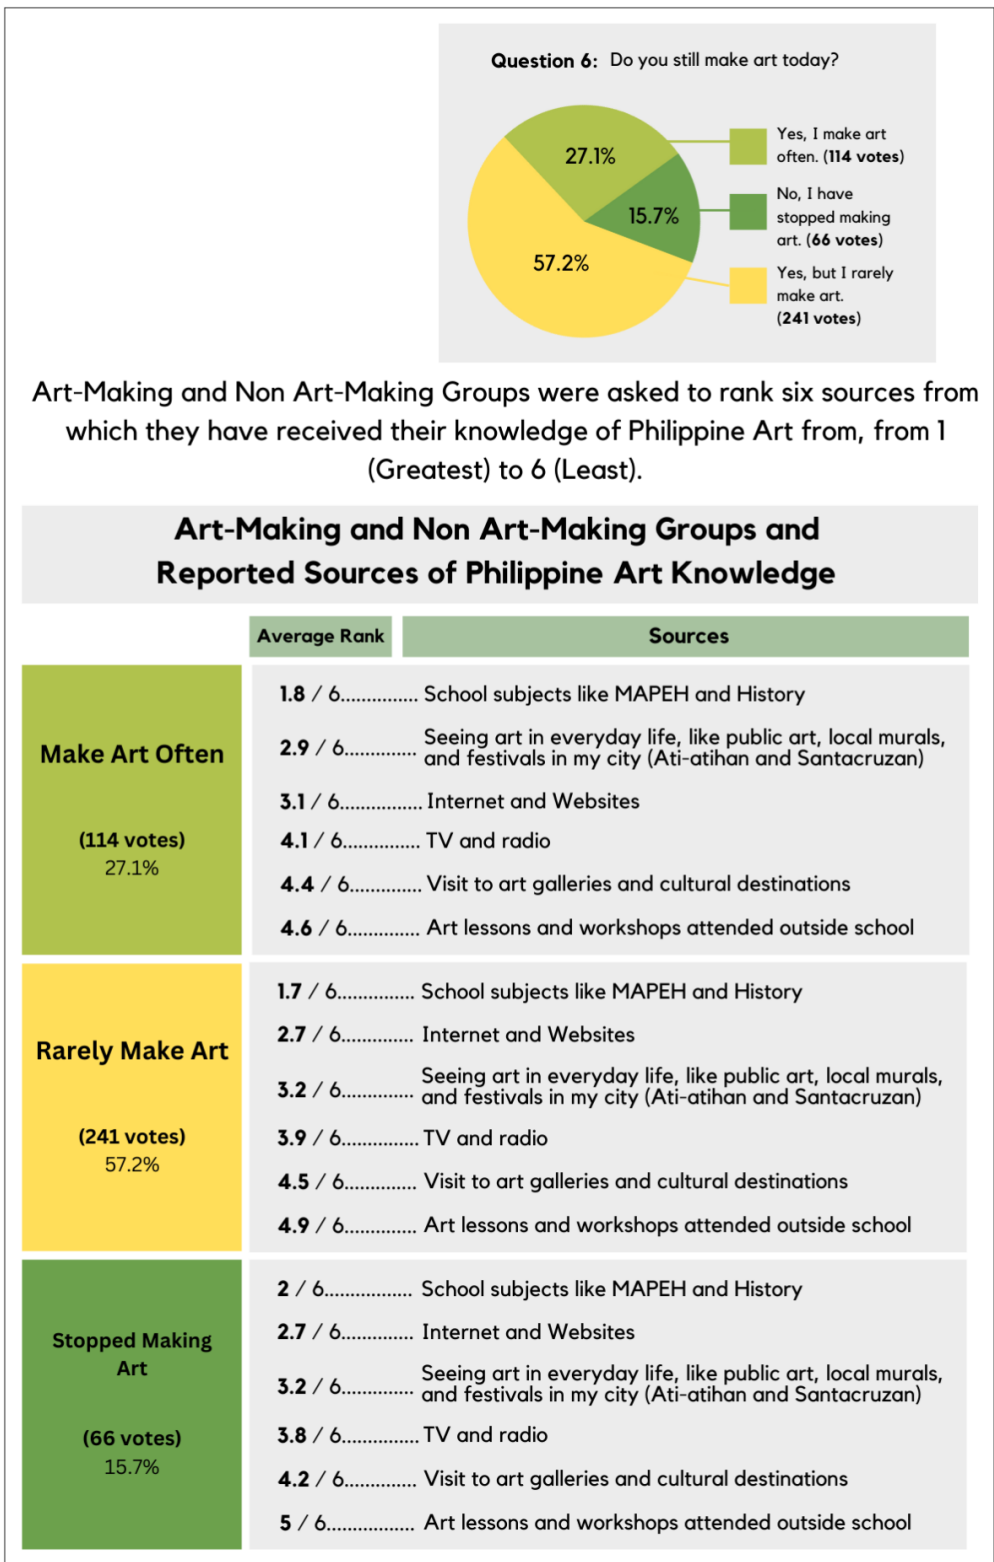 Question 6: Do you still make art today?
27.1%
15.7%
57.2%
Yes, I make art
often. (114 votes)
No, I have
stopped making
art. (66 votes)
Yes, but I rarely
make art.
(241 votes)
Art-Making and Non Art-Making Groups were asked to rank six sources from
which they have received their knowledge of Philippine Art from, from 1
(Greatest) to 6 (Least).
Art-Making and Non Art-Making Groups and
Reported Sources of Philippine Art Knowledge
Average Rank Sources
Make Art Often
(114 votes)
27.1%
1.8 / 6.............. School subjects like MAPEH and History
2.9 / 6............. Seeing art in everyday life, like public art, local murals,
and festivals in my city (Ati-atihan and Santacruzan)
3.1 / 6............... Internet and Websites
4.1 / 6.............. TV and radio
4.4 / 6............. Visit to art galleries and cultural destinations
4.6 / 6............. Art lessons and workshops attended outside school
Rarely Make Art
(241 votes)
57.2%
1.7 / 6.............. School subjects like MAPEH and History
2.7 / 6............. Internet and Websites
3.2 / 6............. Seeing art in everyday life, like public art, local murals,
and festivals in my city (Ati-atihan and Santacruzan)
3.9 / 6.............. TV and radio
4.5 / 6............. Visit to art galleries and cultural destinations
4.9 / 6............. Art lessons and workshops attended outside school
Stopped Making
Art
(66 votes)
15.7%
2 / 6................ School subjects like MAPEH and History
2.7 / 6............. Internet and Websites
3.2 / 6............. Seeing art in everyday life, like public art, local murals,
and festivals in my city (Ati-atihan and Santacruzan)
3.8 / 6.............. TV and radio
4.2 / 6............. Visit to art galleries and cultural destinations
5 / 6................ Art lessons and workshops attended outside school